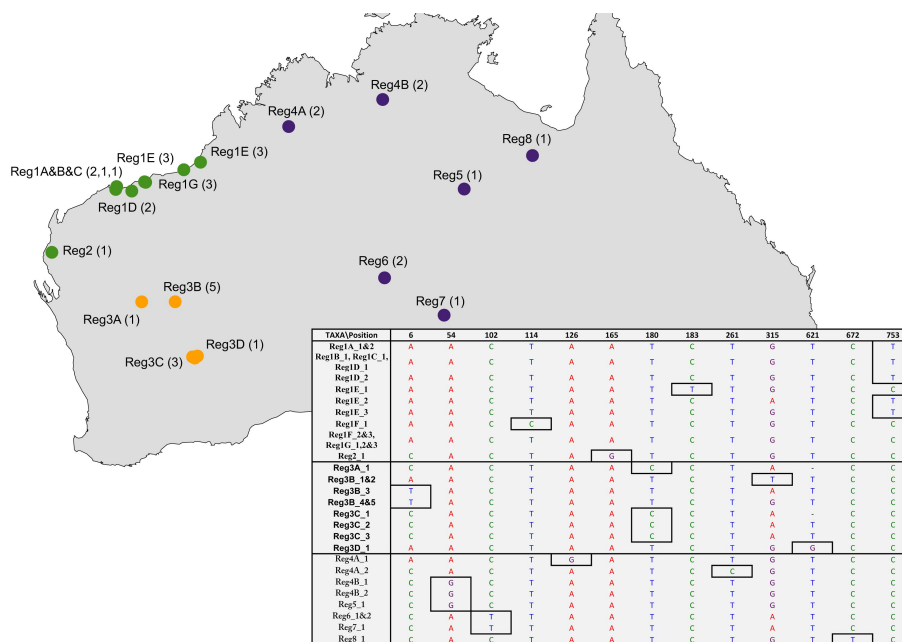 Reg4B (2)
Reg4A (2)
Reg8 (1)
Reg1E (3)
Reg1E (3)
Reg1A&B&C (2,1,1)
Reg1G (3)
Reg5 (1)
Reg1D (2)
Reg2 (1)
Reg6 (2)
Reg3B (5)
Reg7 (1)
Reg3A (1)
Reg3D (1)
Reg3C (3)
TAXA\Position 6 54 102 114 126 165 180 183 261 315 621 672 753
Reg1A_1&2 A A C T A A T C T G T C T
Reg1B_1, Reg1C_1,
Reg1D_1 A A C T A A T C T G T C T
Reg1D_2 A A C T A A T C T G T C T
Reg1E_1 A A C T A A T T T G T C C
Reg1E_2 A A C T A A T C T A T C T
Reg1E_3 A A C T A A T C T G T C T
Reg1F_1 A A C C A A T C T G T C C
Reg1F_2&3,
Reg1G_1,2&3 A A C T A A T C T G T C C
Reg2_1 C A C T A G T C T G T C C
Reg3A_1 C A C T A A C C T A - C C
Reg3B_1&2 A A C T A A T C T T T C C
Reg3B_3 T A C T A A T C T A T C C
Reg3B_4&5 T A C T A A T C T G T C C
Reg3C_1 C A C T A A C C T A - C C
Reg3C_2 C A C T A A C C T A T C C
Reg3C_3 C A C T A A C C T G T C C
Reg3D_1 A A C T A A T C T G G C C
Reg4A_1 A A C T G A T C T G T C C
Reg4A_2 C A C T A A T C C G T C C
Reg4B_1 C G C T A A T C T G T C C
Reg4B_2 C G C T A A T C T G T C C
Reg5_1 C G C T A A T C T G T C C
Reg6_1&2 C A T T A A T C T G T C C
Reg7_1 C A T T A A T C T G T C C
Reg8_1 C A C T A A T C T G T T C